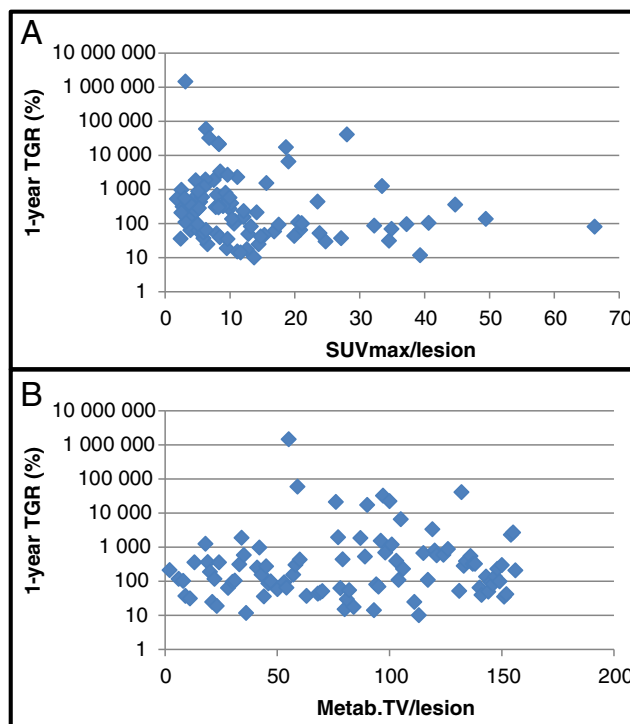 A
1-year TGR (%)
10 000 000
1 000 000
100 000
10 000
1 000
100
10
1
0 10 20 30 40 50 60 70
SUVmax/lesion
B
1-year TGR (%)
10 000 000
1 000 000
100 000
10 000
1 000
100
10
1
0 50 100 150 200
Metab.TV/lesion